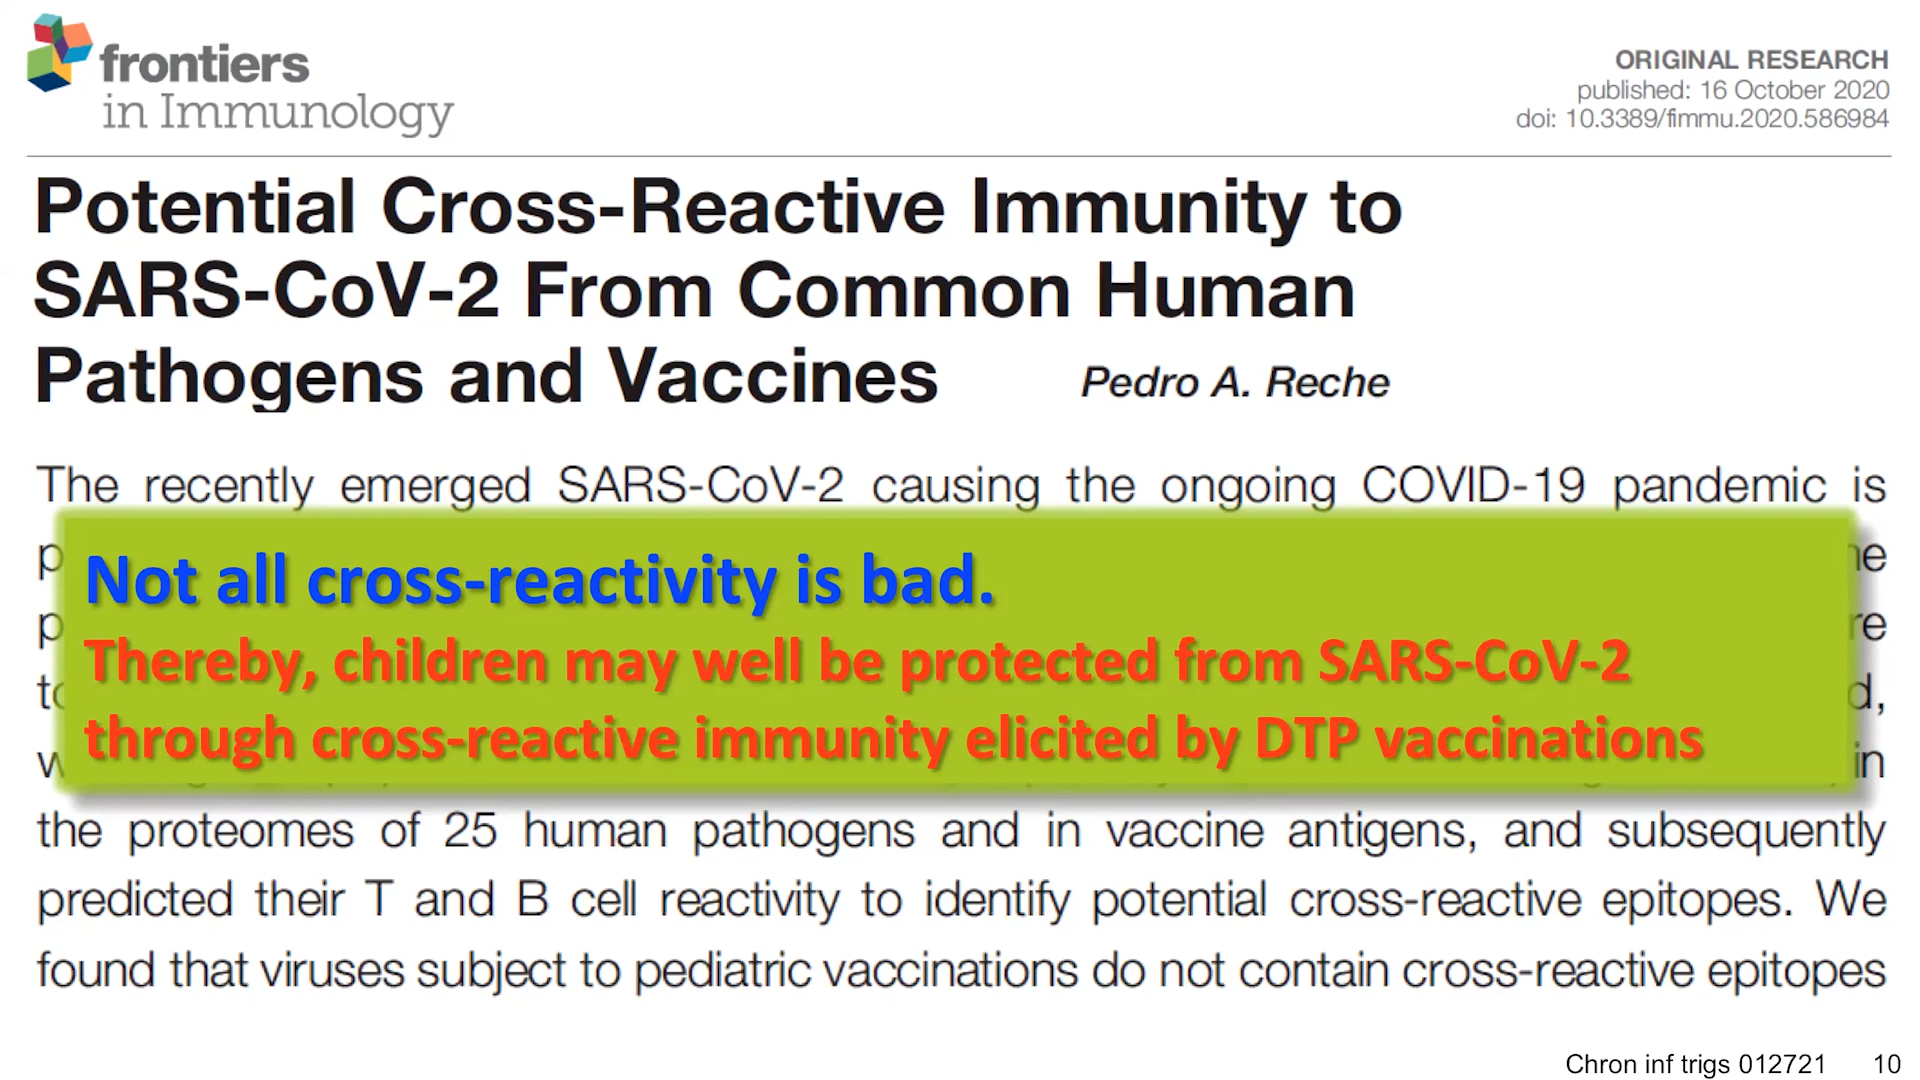 frontiers
in Immunology
ORIGINAL RESEARCH
published: 16 October 2020
doi: 10.3389/fimmu.2020.586984
Potential Cross-Reactive Immunity to
SARS-CoV-2 From Common Human
Pathogens and Vaccines
Pedro A. Reche
The recently emerged SARS-CoV-2 causing the ongoing COVID-19 pandemic is
Not all cross-reactivity is bad.
Thereby, children may well be protected from SARS-CoV-2
through cross-reactive immunity elicited by DTP vaccinations
in
the proteomes of 25 human pathogens and in vaccine antigens, and subsequently
predicted their T and B cell reactivity to identify potential cross-reactive epitopes. We
found that viruses subject to pediatric vaccinations do not contain cross-reactive epitopes
Chron inf trigs 012721 10